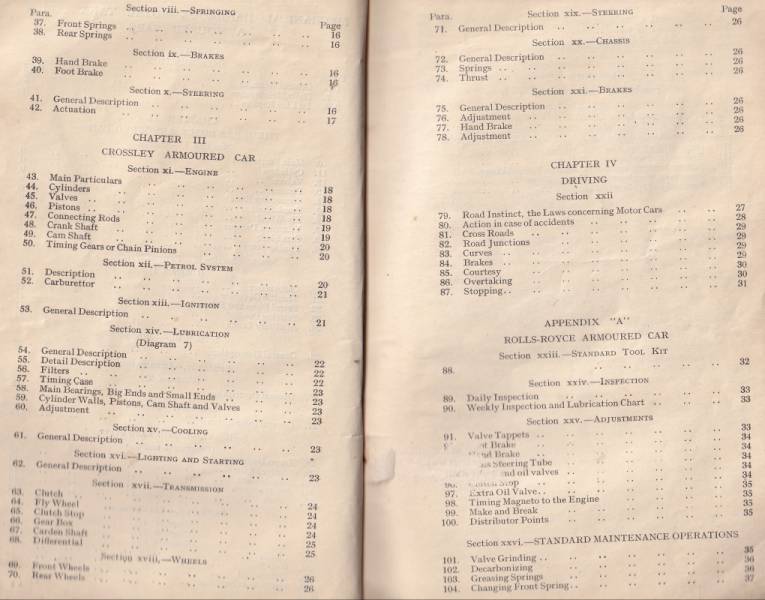 Section viii.—Springing
Para. Page
37. Front Springs .. 16
38. Rear Springs .. 16
Section ix.—Brakes
39. Hand Brake .. 16
40. Foot Brake .. 16
Section x.—Steering
41. General Description .. 16
42. Actuation .. 17
CHAPTER III
CROSSLEY ARMOURED CAR
Section xi.—Engine
43. Main Particulars .. 18
44. Cylinders .. 18
45. Valves .. 18
46. Pistons .. 18
47. Connecting Rods .. 18
48. Crank Shaft .. 19
49. Cam Shaft .. 19
50. Timing Gears or Chain Pinions .. 20
Section xii.—Petrol System
51. Description .. 20
52. Carburettor .. 21
Section xiii.—Ignition
53. General Description .. 21
Section xiv.—Lubrication
(Diagram 7)
54. General Description .. 22
55. Detail Description .. 22
56. Filters .. 22
57. Timing Case .. 22
58. Main Bearings, Big Ends and Small Ends .. 23
59. Cylinder Walls, Pistons, Cam Shaft and Valves .. 23
60. Adjustment .. 23
Section xv.—Cooling
61. General Description .. 23
Section xvi.—Lighting and Starting
62. General Description .. 23
Section xvii.—Transmission
63. Clutch .. 24
64. Fly Wheel .. 24
65. Clutch Stop .. 24
66. Gear Box .. 24
67. Carden Shaft .. 25
68. Differential .. 25
Section xviii.—Wheels
69. Front Wheels .. 26
70. Rear Wheels .. 26
Section xix.—Steering
Para. Page
71. General Description .. 26
Section xx.—Chassis
72. General Description .. 26
73. Springs .. 26
74. Thrust .. 26
Section xxi.—Brakes
75. General Description .. 26
76. Adjustment .. 26
77. Hand Brake .. 26
78. Adjustment .. 26
CHAPTER IV
DRIVING
Section xxii
79. Road Instinct, the Laws concerning Motor Cars .. 27
80. Action in case of accidents .. 28
81. Cross Roads .. 29
82. Road Junctions .. 29
83. Curves .. 29
84. Brakes .. 29
85. Courtesy .. 30
86. Overtaking .. 30
87. Stopping .. 31
APPENDIX "A"
ROLLS-ROYCE ARMOURED CAR
Section xxiii.—Standard Tool Kit
88. .. 32
Section xxiv.—Inspection
89. Daily Inspection .. 33
90. Weekly Inspection and Lubrication Chart .. 33
Section xxv.—Adjustments
91. Valve Tappets .. 33
Brake .. 34
Brake .. 34
Steering Tube .. 34
oil valves .. 34
Stop .. 35
97. Extra Oil Valve .. 35
98. Timing Magneto to the Engine .. 35
99. Make and Break .. 35
100. Distributor Points
Section xxvi.—STANDARD MAINTENANCE OPERATIONS
101. Valve Grinding .. 35
102. Decarbonizing .. 36
103. Greasing Springs .. 36
104. Changing Front Spring .. 37